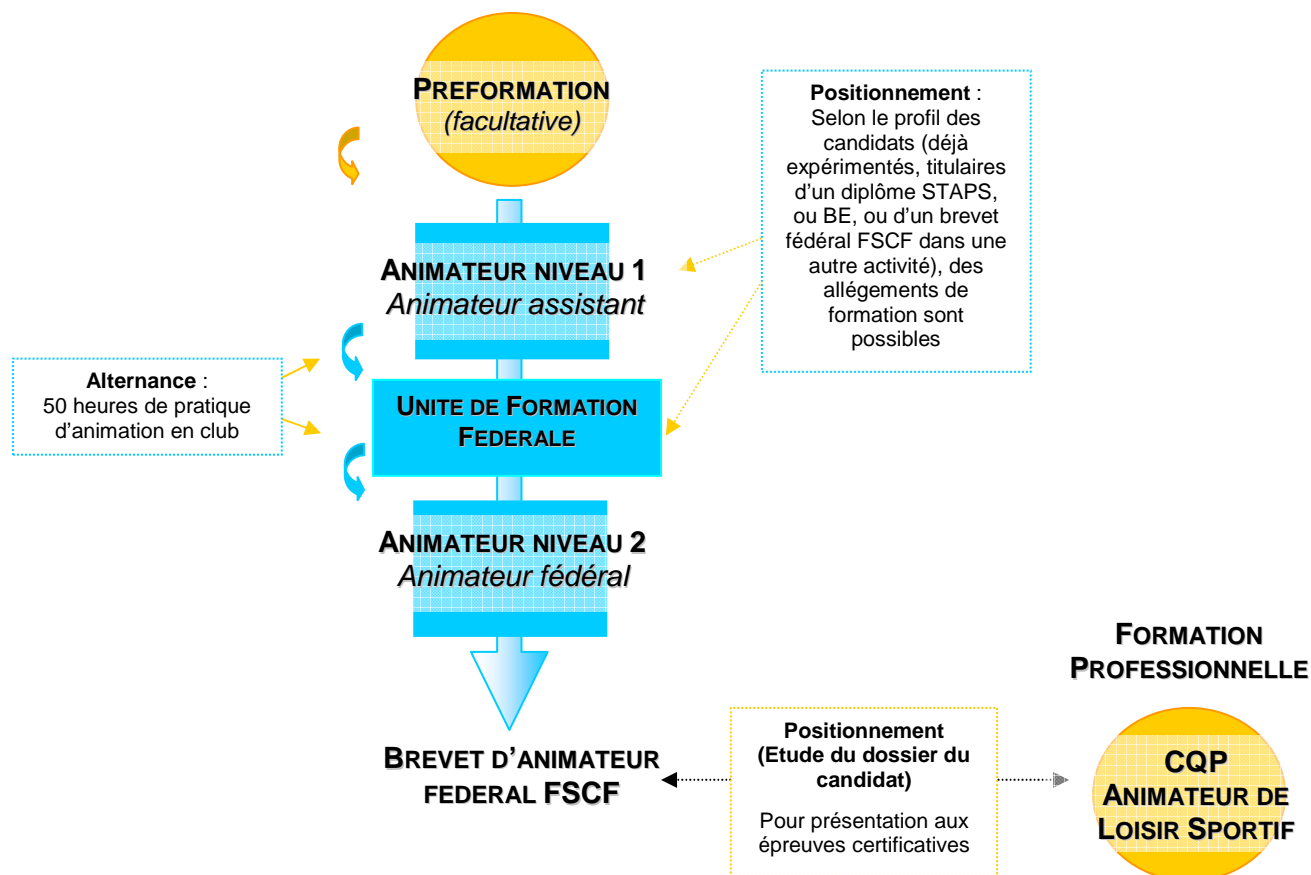 PREFORMATION
(facultative)
Positionnement :
Selon le profil des
candidats (déjà
expérimentés, titulaires
d'un diplôme STAPS,
ou BE, ou d'un brevet
fédéral FSCF dans une
autre activité), des
allégements de
formation sont
possibles
ANIMATEUR NIVEAU 1
Animateur assistant
Alternance :
50 heures de pratique
d'animation en club
UNITE DE FORMATION
FEDERALE
ANIMATEUR NIVEAU 2
Animateur fédéral
BREVET D'ANIMATEUR
FEDERAL FSCF
Positionnement
(Etude du dossier du
candidat)
Pour présentation aux
épreuves certificatives
FORMATION
PROFESSIONNELLE
CQP
ANIMATEUR DE
LOISIR SPORTIF